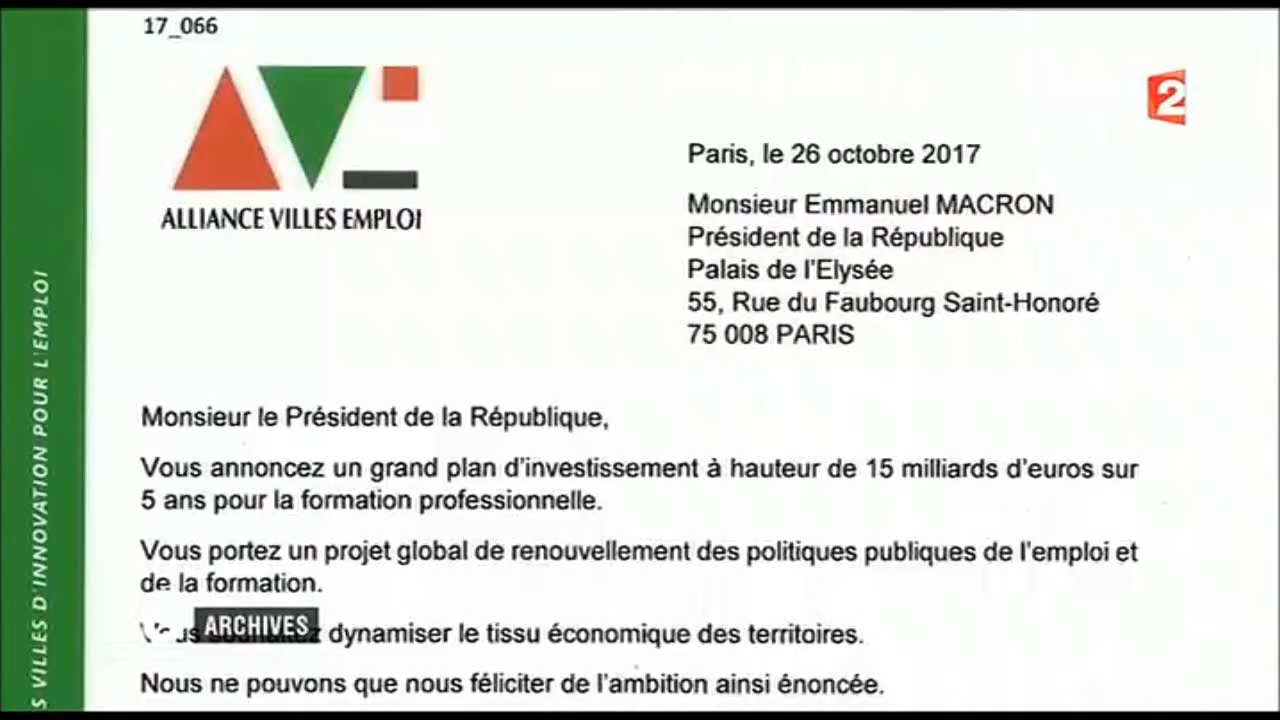 17_066
2
ALLIANCE VILLES EMPLOI
Paris, le 26 octobre 2017
Monsieur Emmanuel MACRON
Président de la République
Palais de l'Elysée
55, Rue du Faubourg Saint-Honoré
75 008 PARIS
Monsieur le Président de la République,
Vous annoncez un grand plan d'investissement à hauteur de 15 milliards d'euros sur
5 ans pour la formation professionnelle.
Vous portez un projet global de renouvellement des politiques publiques de l'emploi et
de la formation.
ARCHIVES
dynamiser le tissu économique des territoires.
Nous ne pouvons que nous féliciter de l'ambition ainsi énoncée.
VILLES D'INNOVATION POUR L'EMPLOI